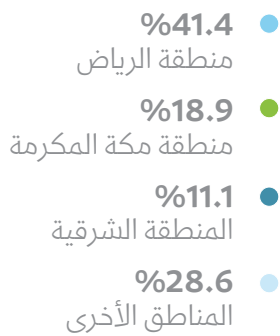 %41.4
منطقة الرياض
%18.9
منطقة مكة المكرمة
%11.1
المنطقة الشرقية
%28.6
المناطق الأخرى